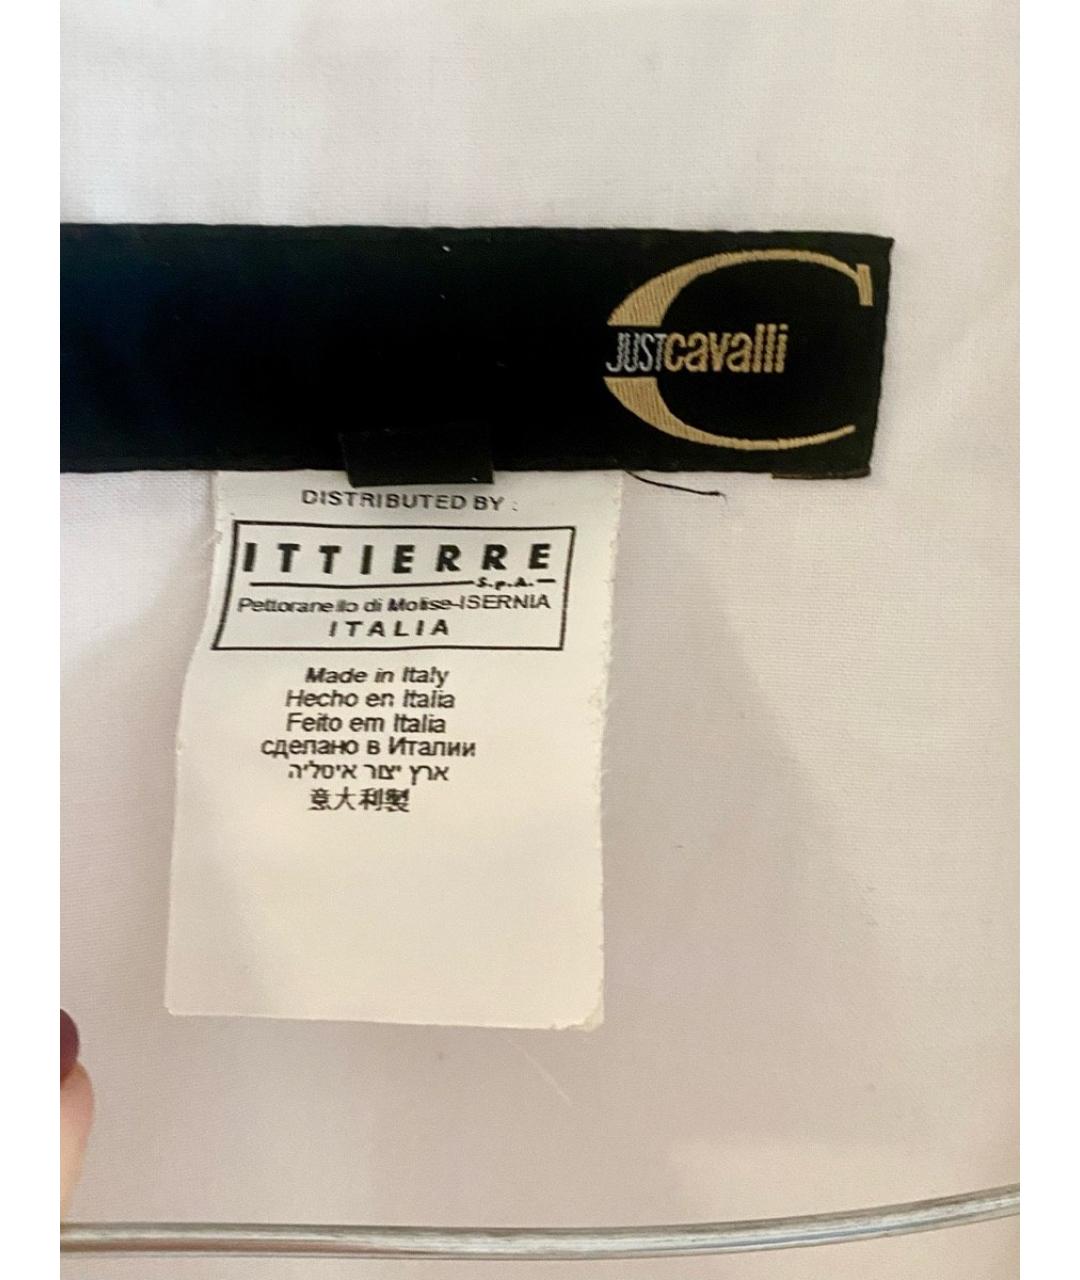 JUSTcavalli
DISTRIBUTED BY :
ITTIERRE
S.p.A.
Pettoranello di Molise-ISERNIA
ITALIA
Made in Italy
Hecho en Italia
Feito em Italia
сделано в Италии
ארץ יצור איטליה
意大利製